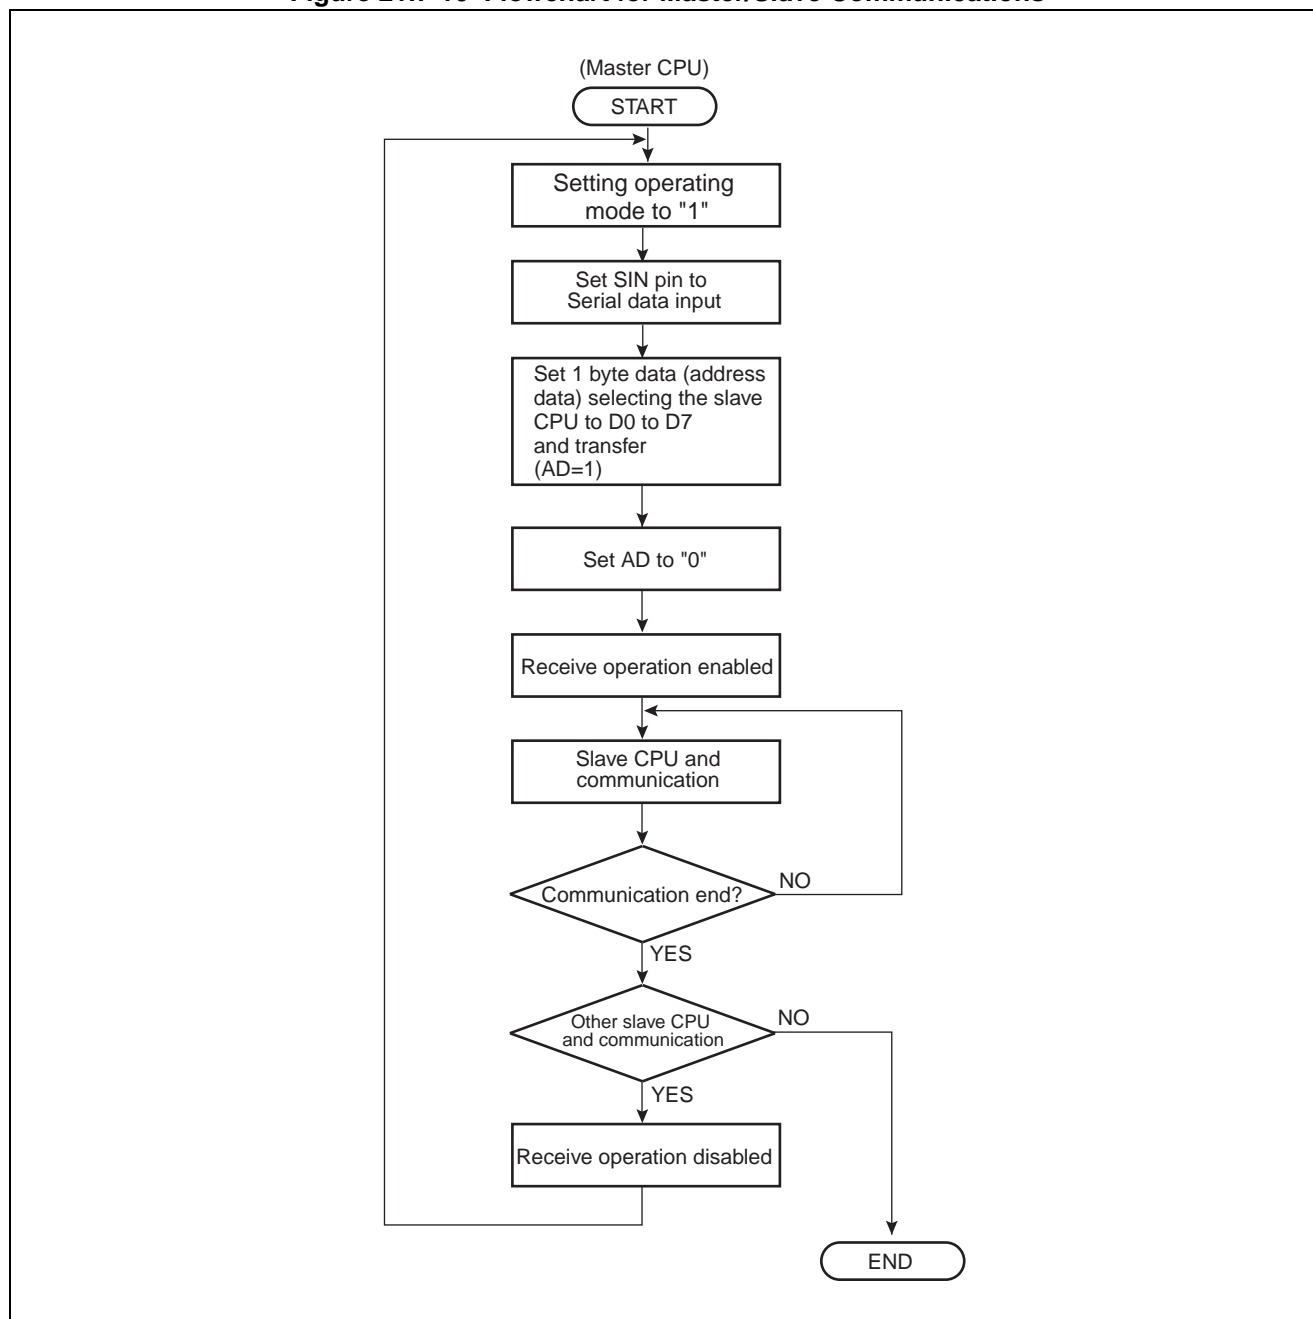 (Master CPU)
START
Setting operating
mode to "1"
Set SIN pin to
Serial data input
Set 1 byte data (address
data) selecting the slave
CPU to D0 to D7
and transfer
(AD=1)
Set AD to "0"
Receive operation enabled
Slave CPU and
communication
Communication end?
NO
YES
Other slave CPU
and communication
NO
YES
Receive operation disabled
END